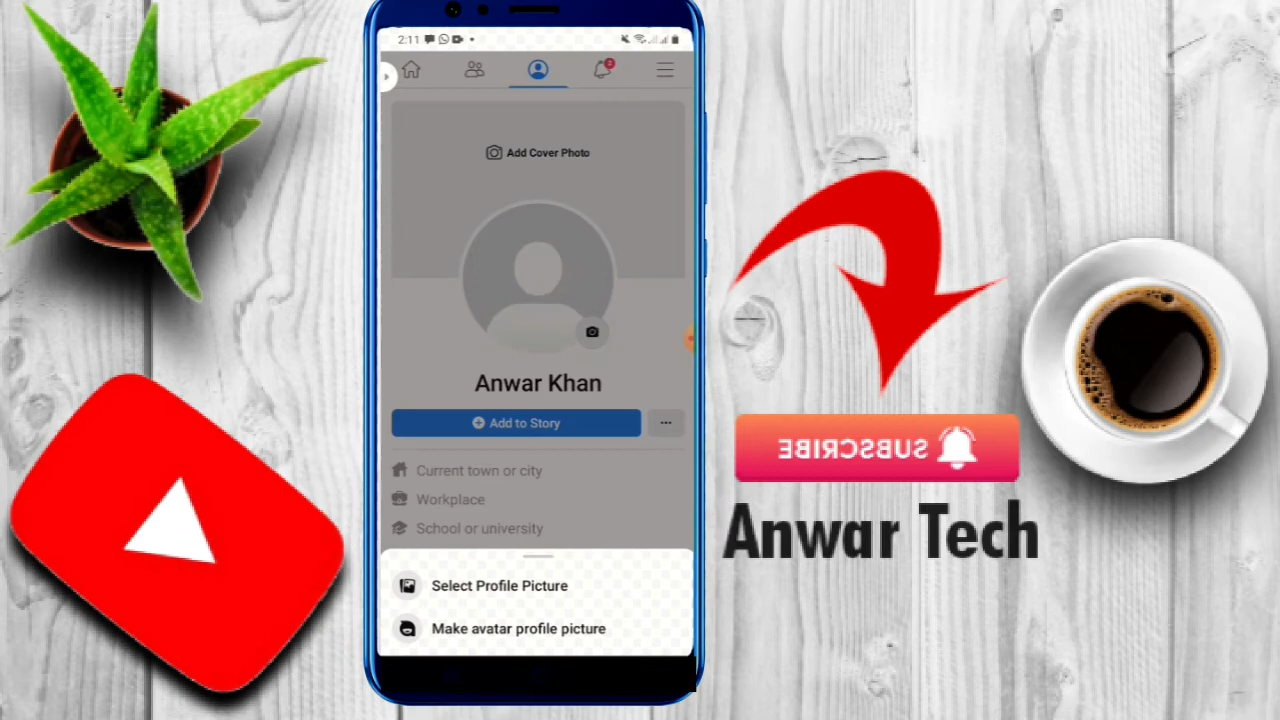 2:11
2
Add Cover Photo
Anwar Khan
Add to Story
Current town or city
Workplace
School or university
Select Profile Picture
Make avatar profile picture
SUBSCRIBE
Anwar Tech